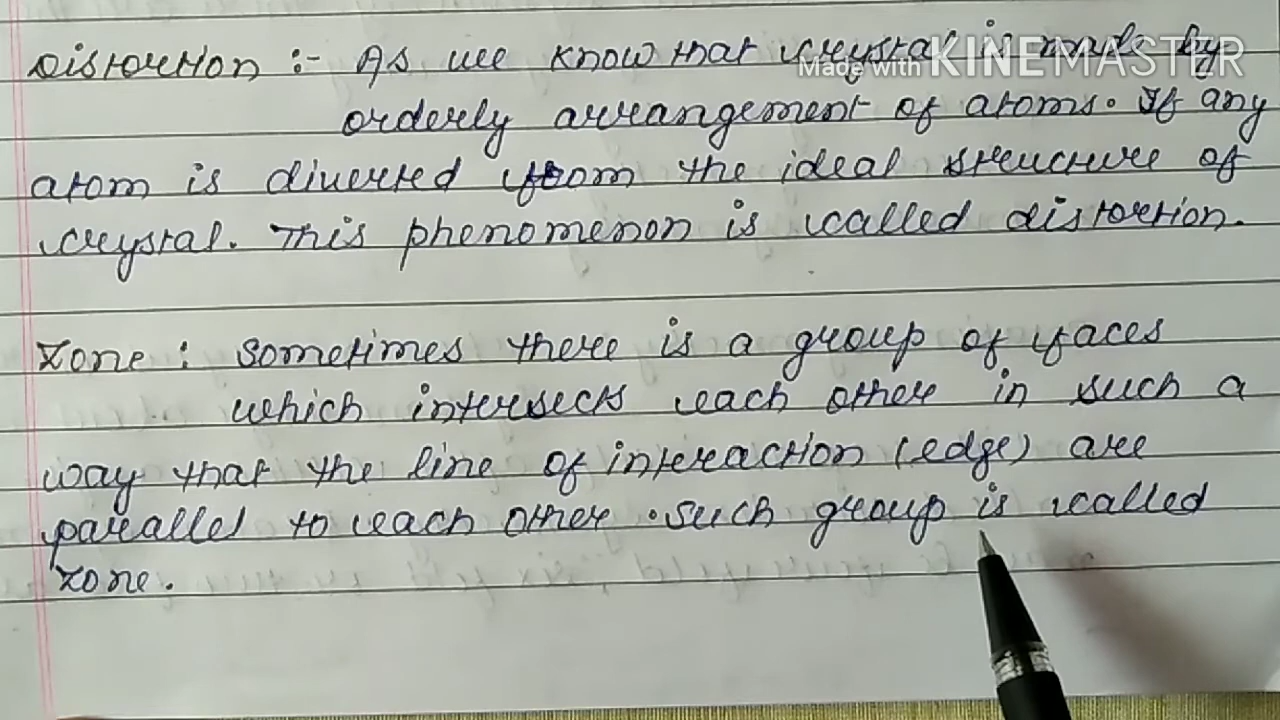 Distortion :- As we know that crystal is made by
Made with KINEMASTER
orderly arrangement of atoms. If any
atom is diverted from the ideal structure of
crystal. This phenomenon is called distortion.
Zone : Sometimes there is a group of faces
which intersects each other in such a
way that the line of interaction (edge) are
parallel to each other. Such group is called
zone.